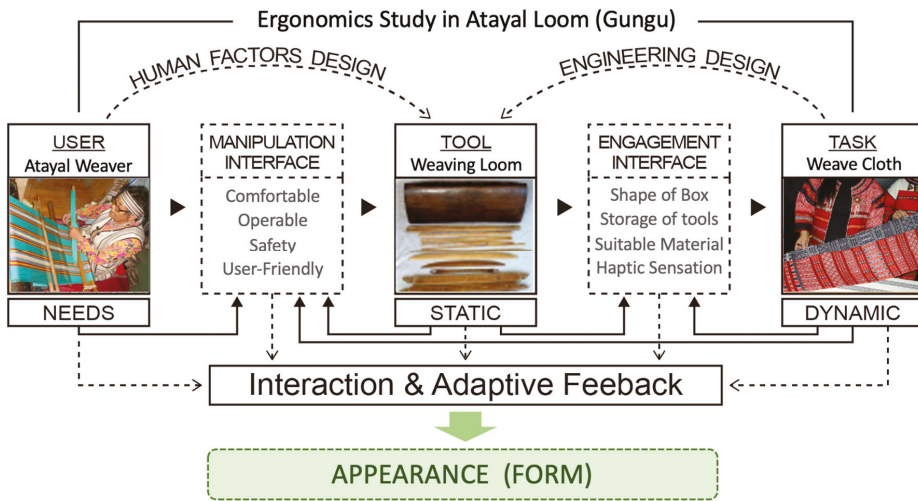 Ergonomics Study in Atayal Loom (Gungu)
HUMAN FACTORS DESIGN
ENGINEERING DESIGN
USER
Atayal Weaver
MANIPULATION
INTERFACE
Comfortable
Operable
Safety
User-Friendly
TOOL
Weaving Loom
ENGAGEMENT
INTERFACE
Shape of Box
Storage of tools
Suitable Material
Haptic Sensation
TASK
Weave Cloth
NEEDS
STATIC
DYNAMIC
Interaction & Adaptive Feeback
APPEARANCE (FORM)